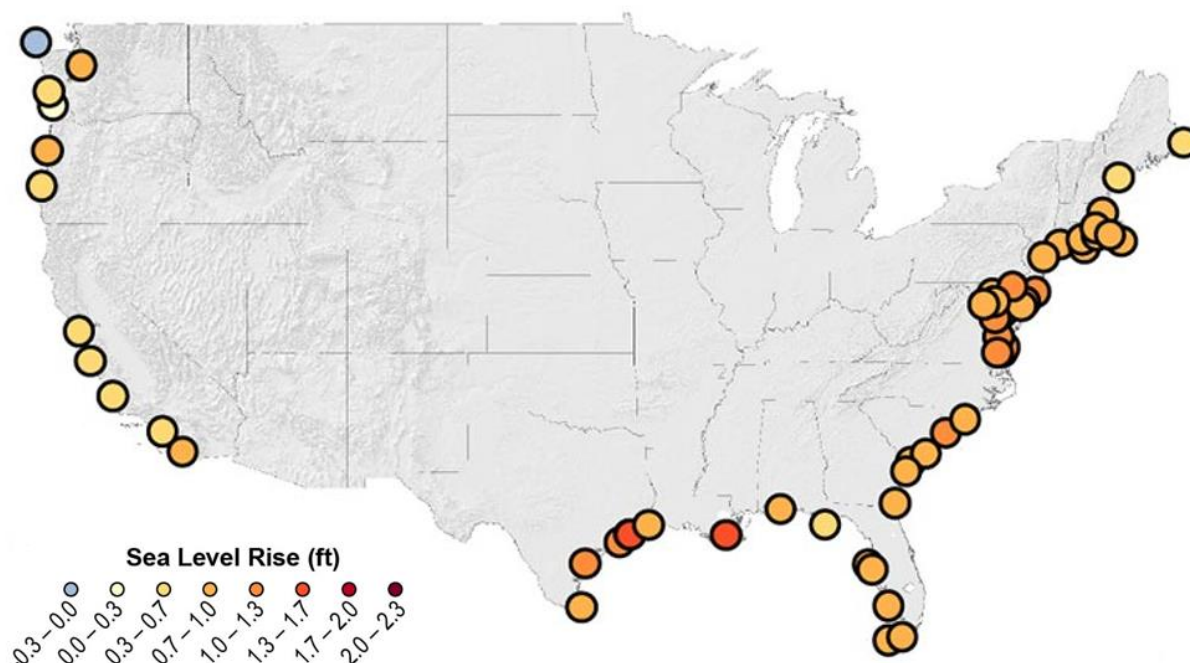 Sea Level Rise (ft)
-0.3 – 0.0
0.0 – 0.3
0.3 – 0.7
0.7 – 1.0
1.0 – 1.3
1.3 – 1.7
1.7 – 2.0
2.0 – 2.3